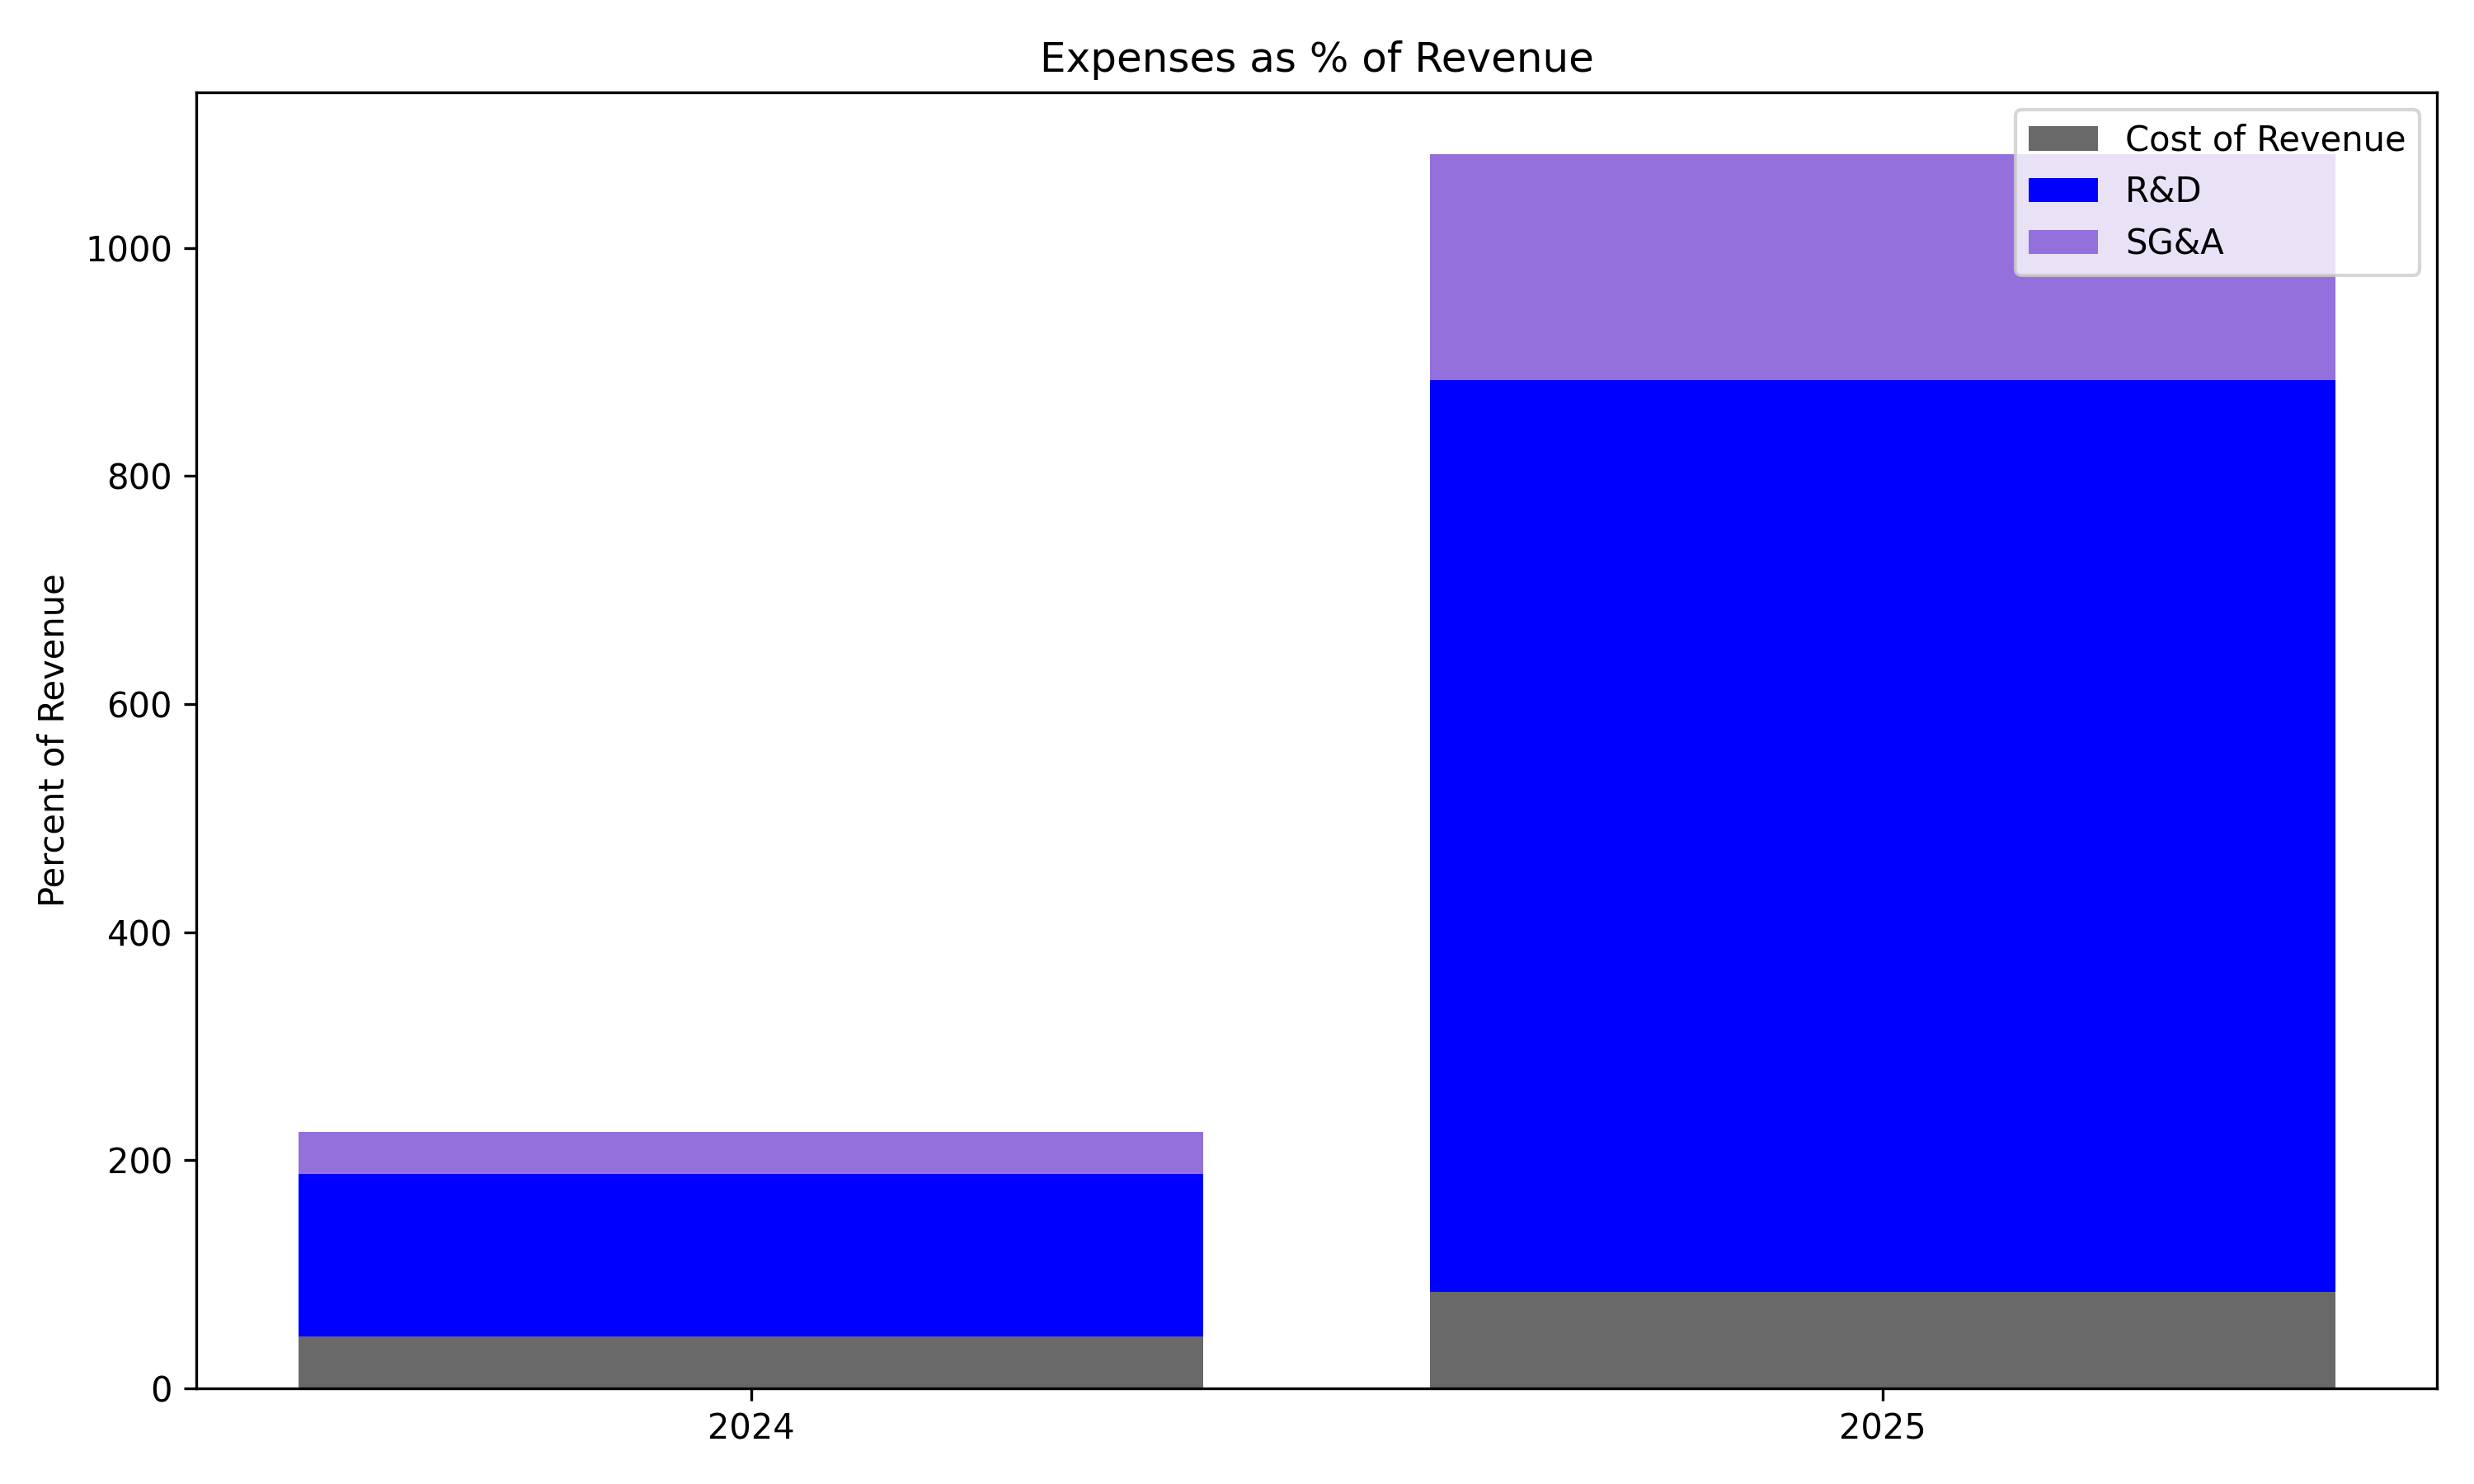 Expenses as % of Revenue
Cost of Revenue
R&D
SG&A
Percent of Revenue
1000
800
600
400
200
0
2024
2025